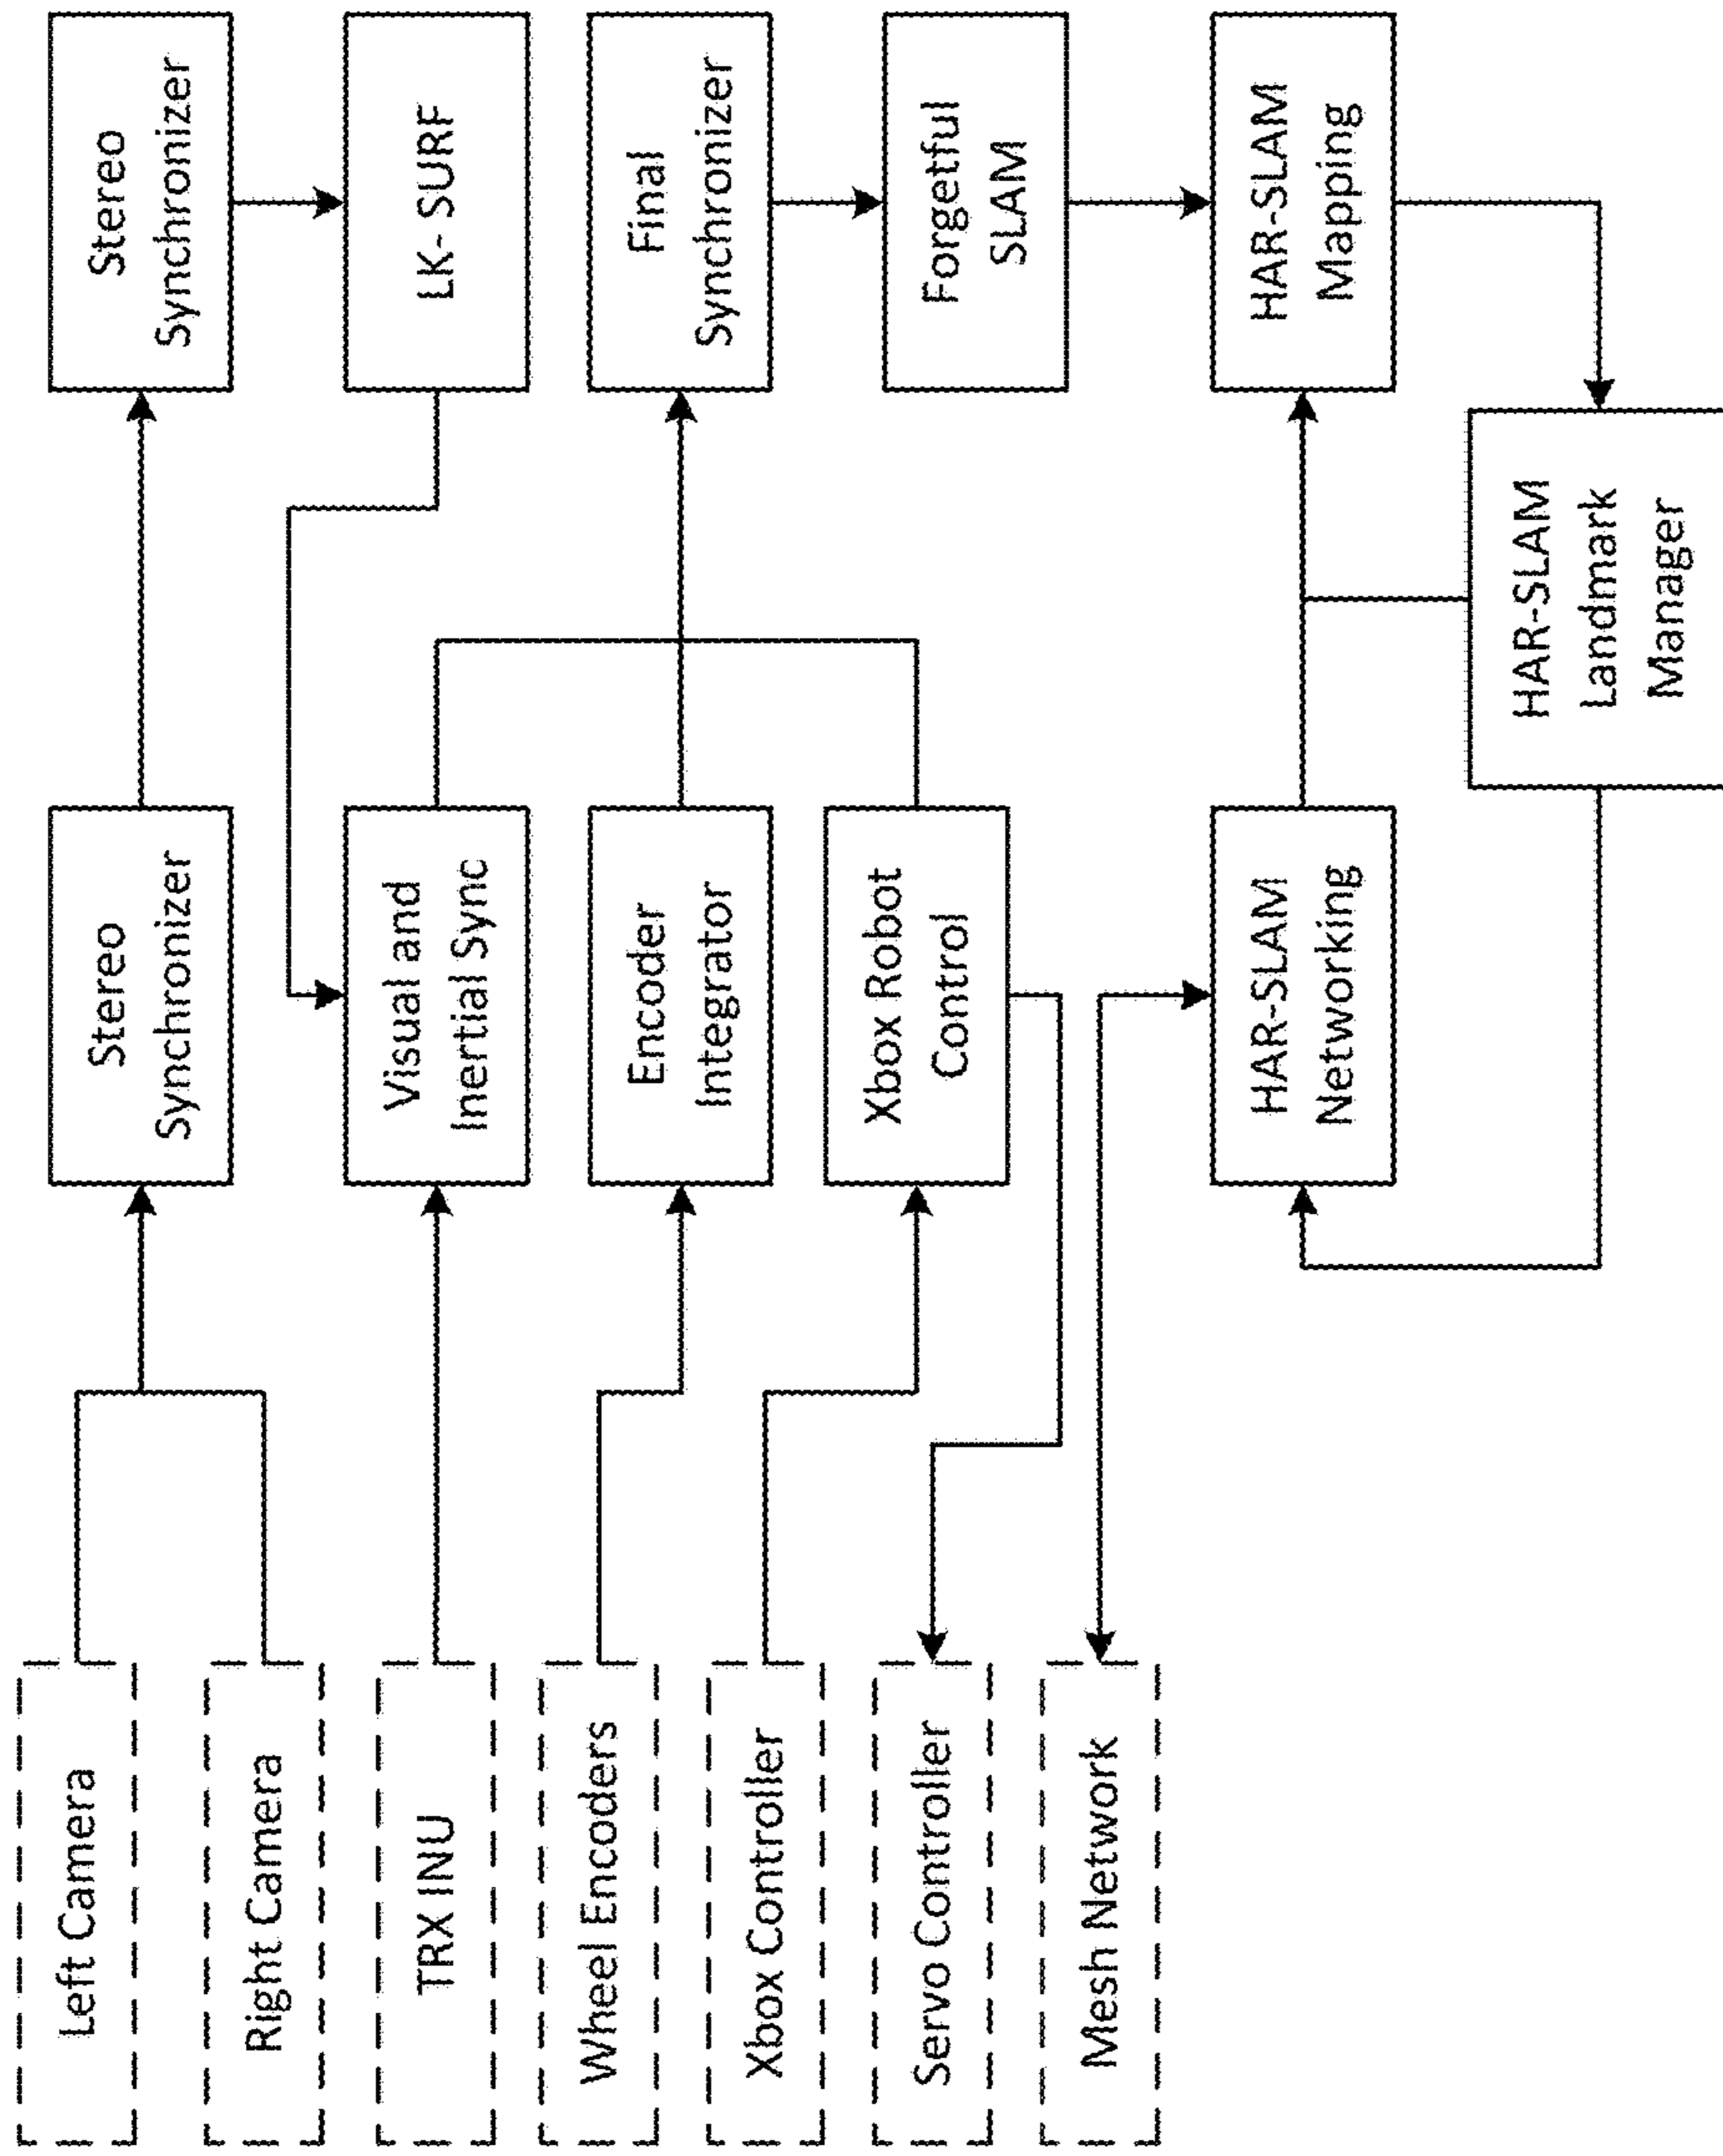 Left Camera
Right Camera
TRX INU
Wheel Encoders
Xbox Controller
Servo Controller
Mesh Network
Stereo
Synchronizer
Visual and
Inertial Sync
Encoder
Integrator
Xbox Robot
Control
HAR-SLAM
Networking
Stereo
Synchronizer
LK- SURF
Final
Synchronizer
Forgetful
SLAM
HAR-SLAM
Mapping
HAR-SLAM
Landmark
Manager